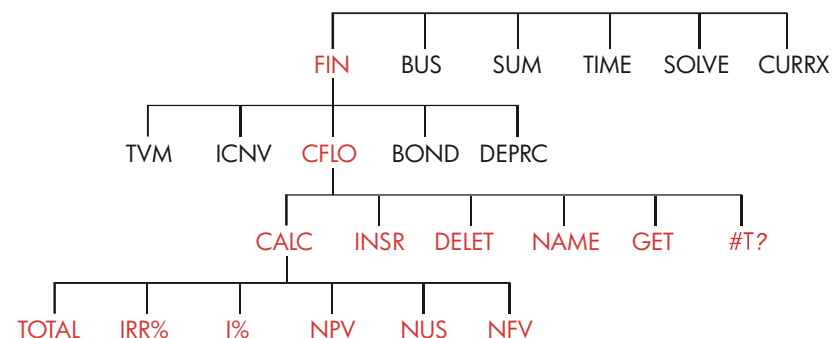 FIN BUS SUM TIME SOLVE CURRX
TVM ICNV CFLO BOND DEPRC
CALC INSR DELET NAME GET #T?
TOTAL IRR% I% NPV NUS NFV